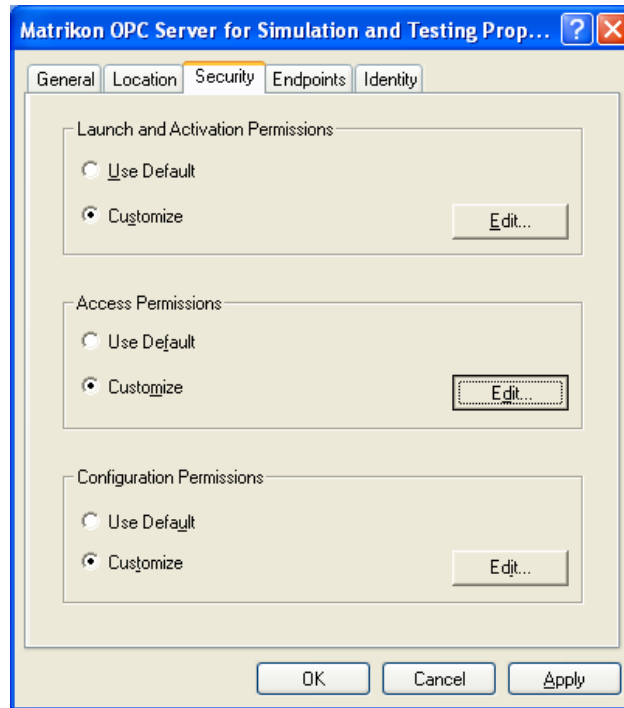 Matrikon OPC Server for Simulation and Testing Prop...
General Location Security Endpoints Identity
Launch and Activation Permissions
Use Default
Customize
Edit...
Access Permissions
Use Default
Customize
Edit...
Configuration Permissions
Use Default
Customize
Edit...
OK Cancel Apply